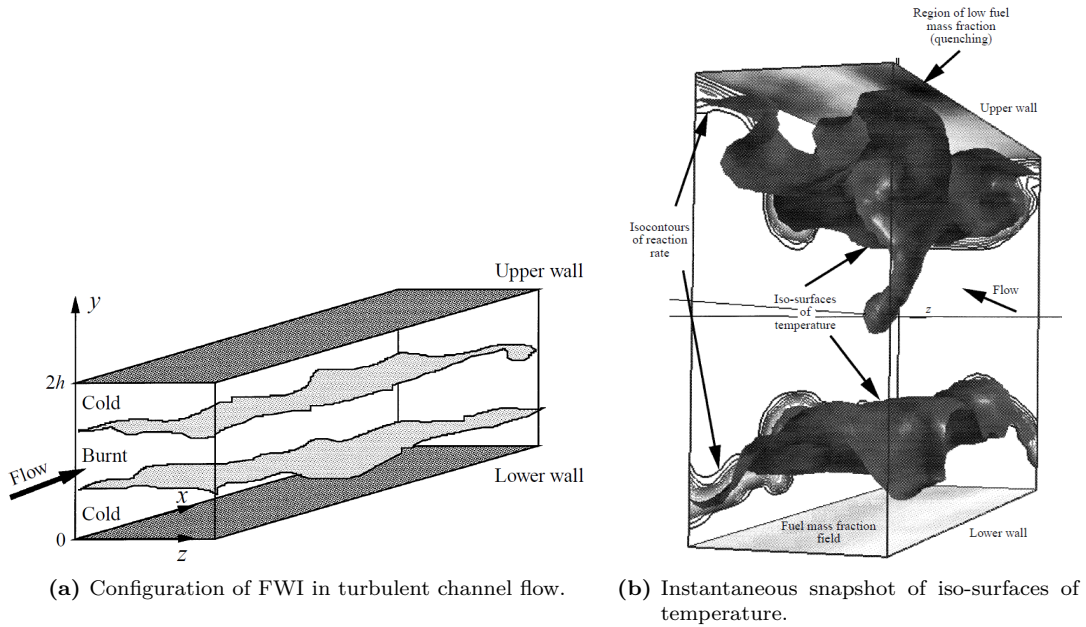 Upper wall
y
2h
Cold
Burnt
Flow
x
Lower wall
Cold
0
z
(a) Configuration of FWI in turbulent channel flow.
Region of low fuel
mass fraction
(quenching)
Upper wall
Isocontours
of reaction
rate
Iso-surfaces
of
temperature
Flow
z
Fuel mass fraction
field
Lower wall
(b) Instantaneous snapshot of iso-surfaces of
temperature.